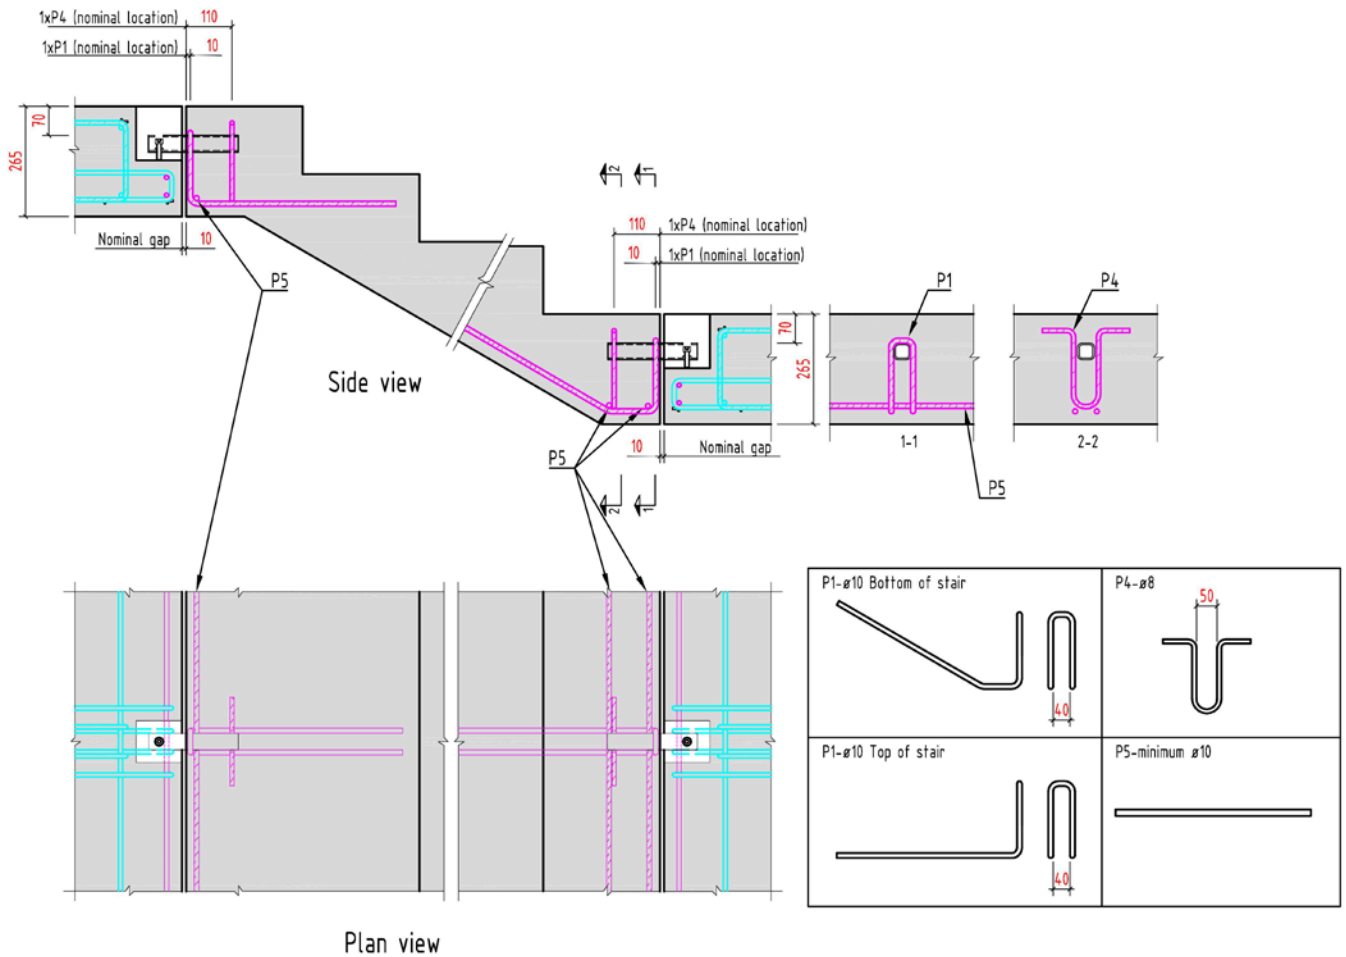 1xP4 (nominal location) 110
1xP1 (nominal location) 10
70
265
Nominal gap 10
P5
2 1
110 1xP4 (nominal location)
10 1xP1 (nominal location)
70
265
P1
P4
Side view
1-1
2-2
P5
P5
10 Nominal gap
2 1
P1-ø10 Bottom of stair
40
P4-ø8
50
P1-ø10 Top of stair
40
P5-minimum ø10
Plan view